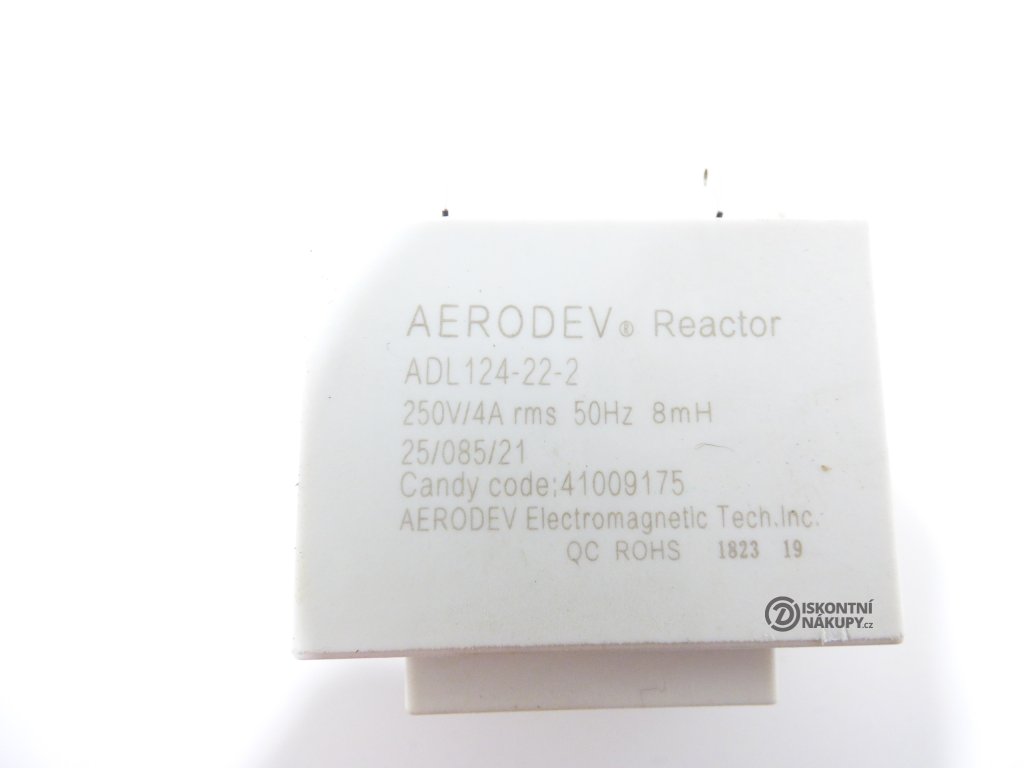 AERODEV® Reactor
ADL124-22-2
250V/4A rms 50Hz 8mH
25/085/21
Candy code:41009175
AERODEV Electromagnetic Tech.Inc.
QC ROHS 1823 19
DISKONTNÍ
NÁKUPY.cz